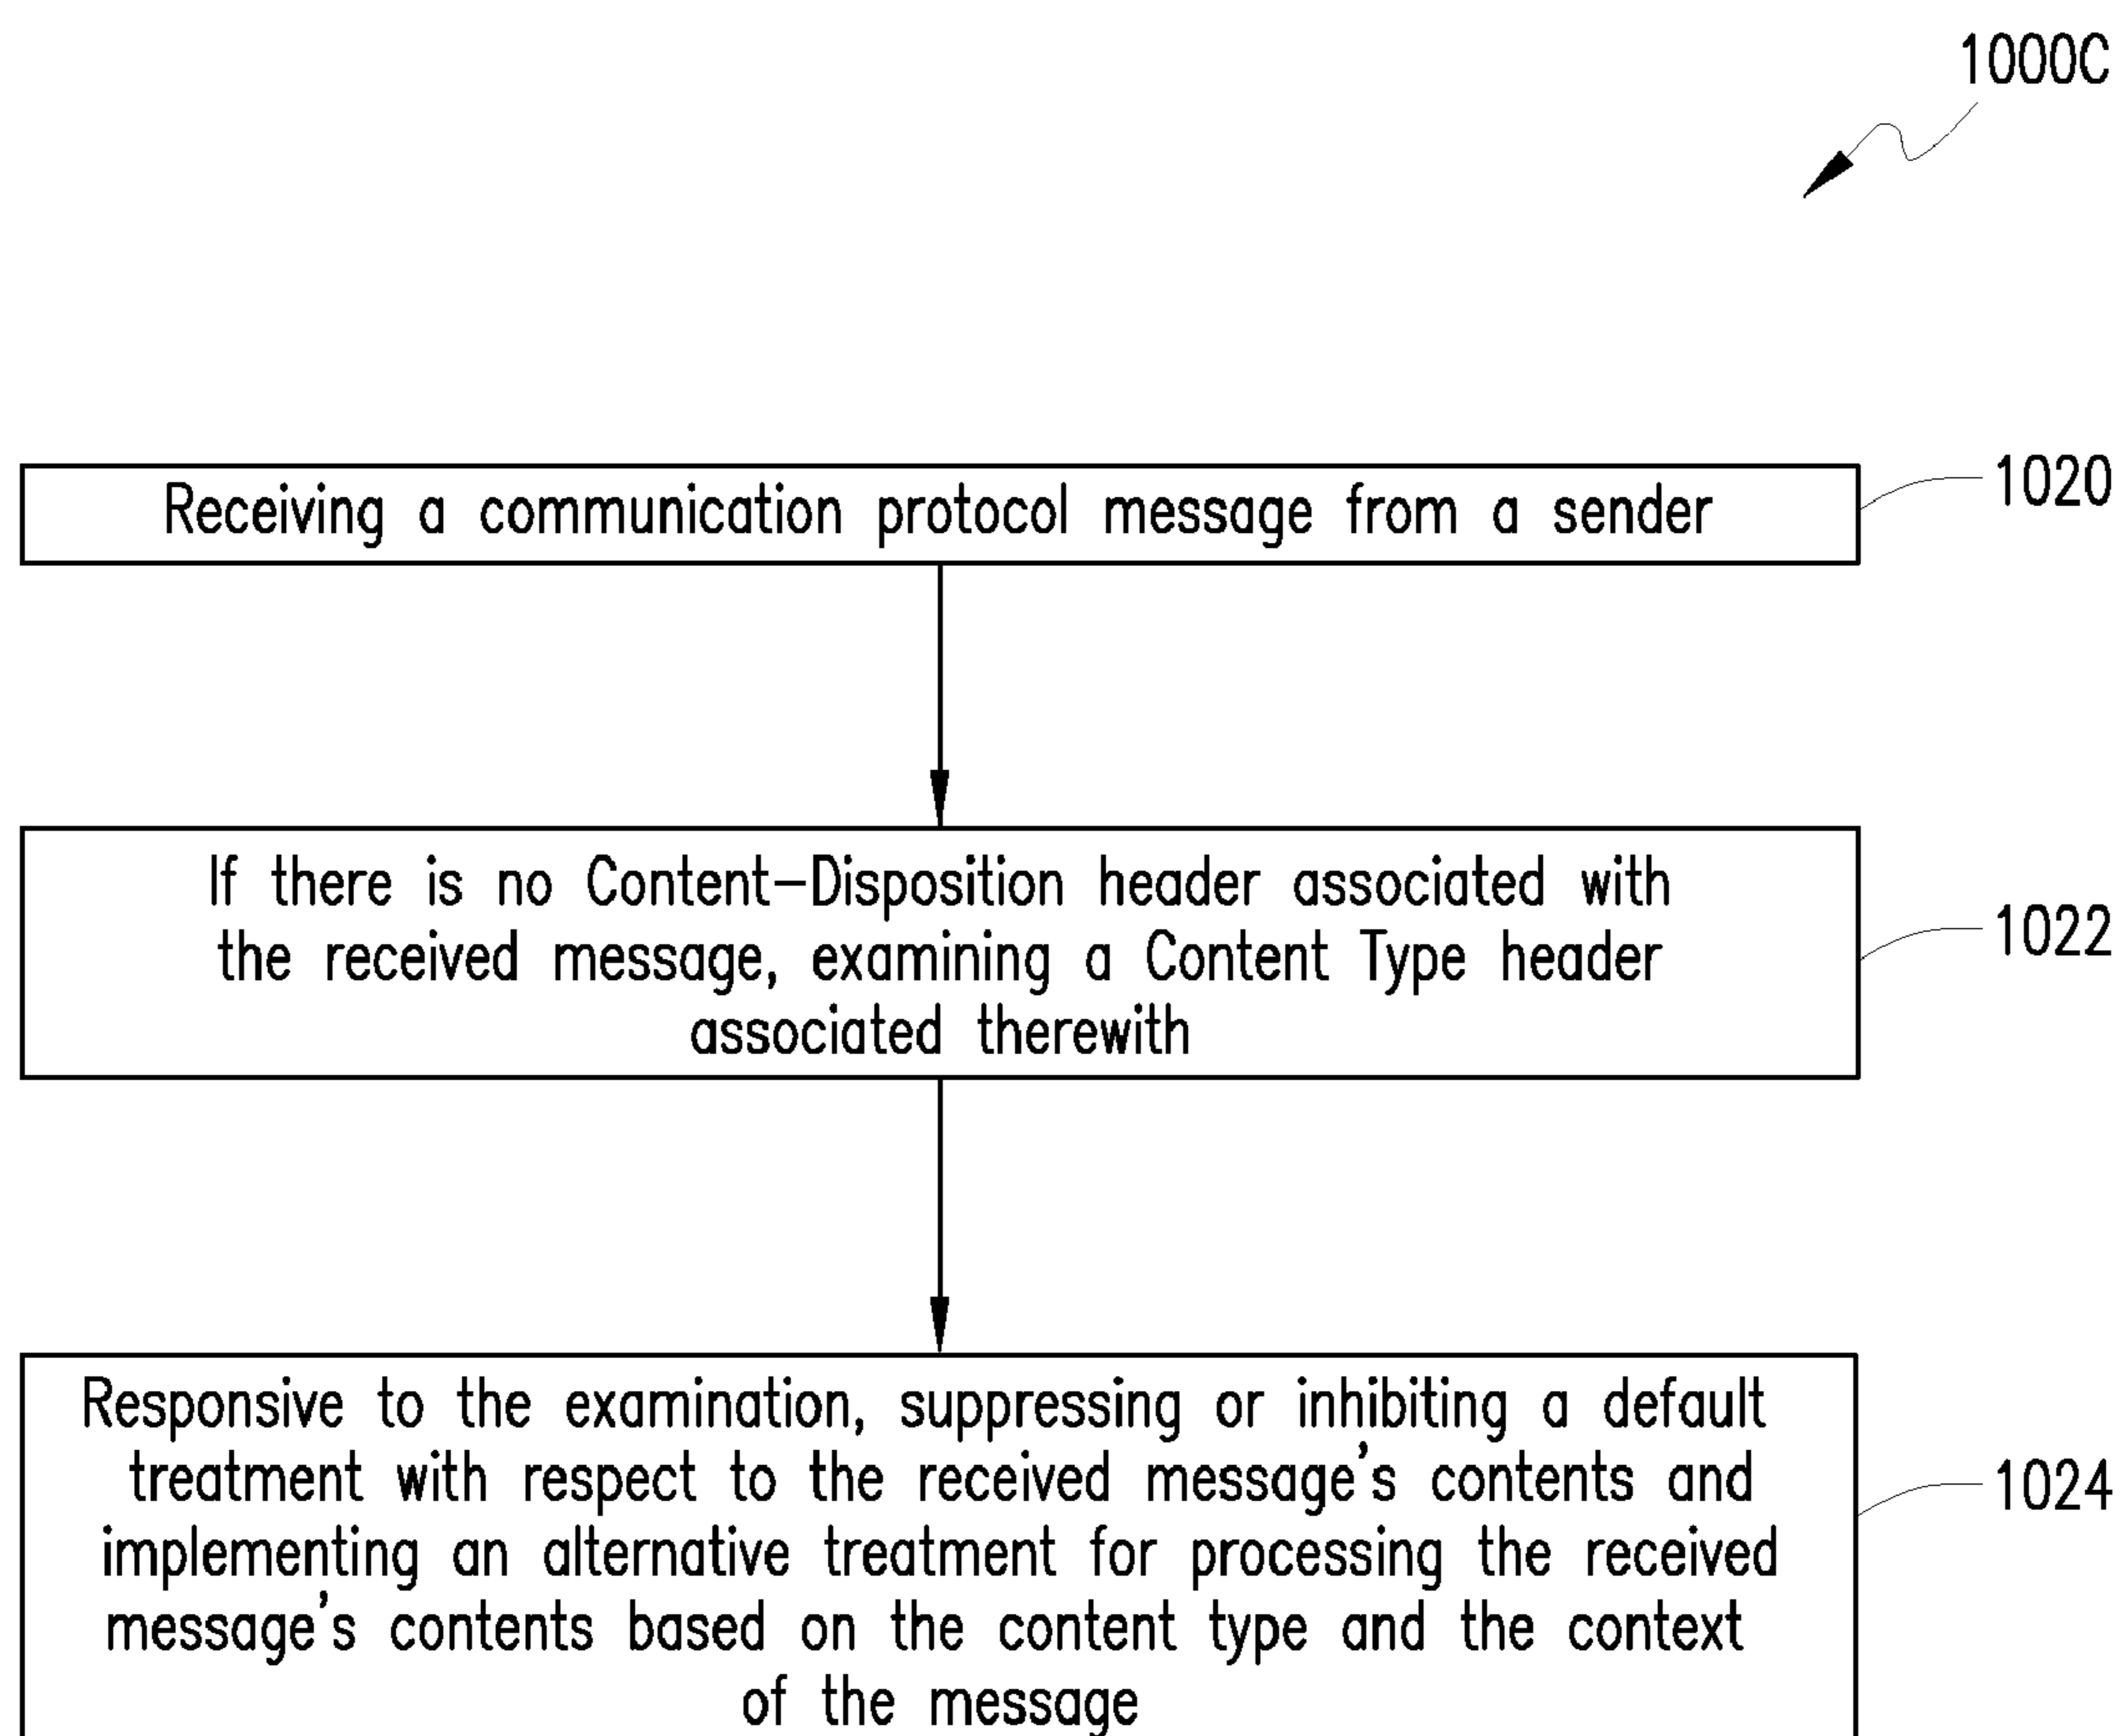 1000C
Receiving a communication protocol message from a sender
1020
If there is no Content-Disposition header associated with
the received message, examining a Content Type header
associated therewith
1022
Responsive to the examination, suppressing or inhibiting a default
treatment with respect to the received message's contents and
implementing an alternative treatment for processing the received
message's contents based on the content type and the context
of the message
1024